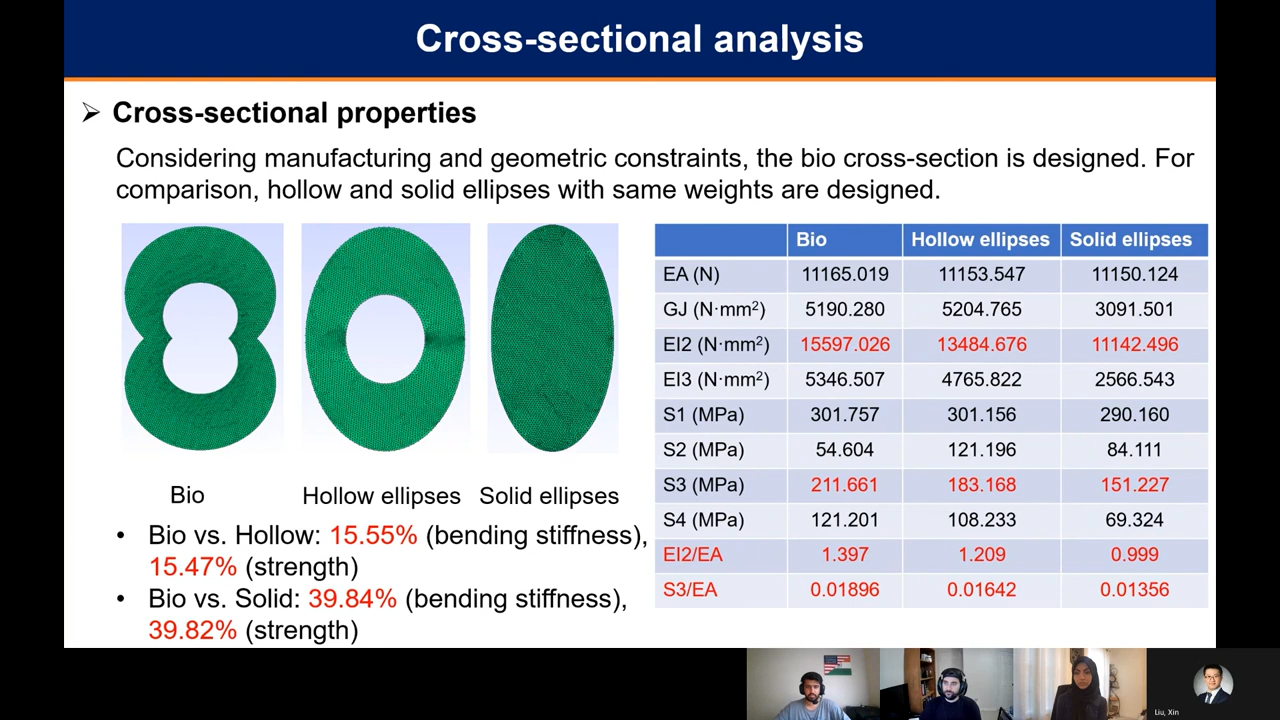 Cross-sectional analysis
➢ Cross-sectional properties
Considering manufacturing and geometric constraints, the bio cross-section is designed. For
comparison, hollow and solid ellipses with same weights are designed.
Bio
Hollow ellipses
Solid ellipses
• Bio vs. Hollow: 15.55% (bending stiffness),
15.47% (strength)
• Bio vs. Solid: 39.84% (bending stiffness),
39.82% (strength)
Bio Hollow ellipses Solid ellipses
EA (N) 11165.019 11153.547 11150.124
GJ (N·mm²) 5190.280 5204.765 3091.501
EI2 (N·mm²) 15597.026 13484.676 11142.496
EI3 (N·mm²) 5346.507 4765.822 2566.543
S1 (MPa) 301.757 301.156 290.160
S2 (MPa) 54.604 121.196 84.111
S3 (MPa) 211.661 183.168 151.227
S4 (MPa) 121.201 108.233 69.324
EI2/EA 1.397 1.209 0.999
S3/EA 0.01896 0.01642 0.01356
Liu, Xin